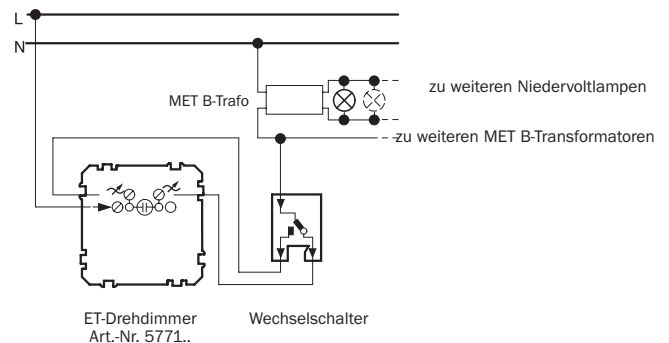 L
N
MET B-Trafo
zu weiteren Niedervoltlampen
zu weiteren MET B-Transformatoren
ET-Drehdimmer
Art.-Nr. 5771..
Wechselschalter